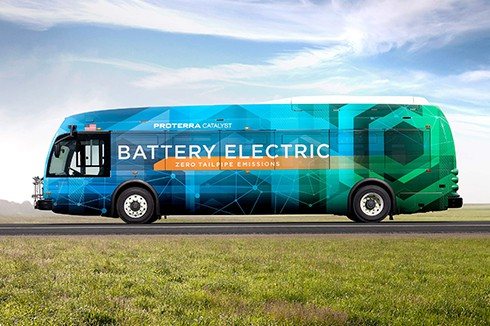 PROTERRA CATALYST
BATTERY ELECTRIC
ZERO TAILPIPE EMISSIONS